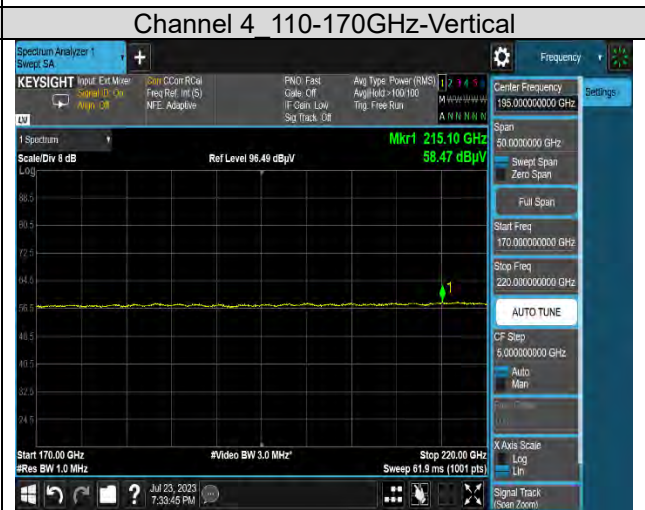 Channel 4_110-170GHz-Vertical
Spectrum Analyzer 1
Swept SA
+
Frequency
KEYSIGHT
Input: Ext Mixer
Signal ID: On
Align: Off
Corr CCorr RCal
Freq Ref: Int (S)
NFE: Adaptive
PNO: Fast
Gate: Off
IF Gain: Low
Sig Track: Off
Avg Type: Power (RMS)
Avg|Hold:>100/100
Trig: Free Run
1 2 3 4 5 6
M W W W W W
A N N N N N
LV
1 Spectrum
Scale/Div 8 dB
Log
Ref Level 96.49 dBµV
Mkr1 215.10 GHz
58.47 dBµV
88.5
80.5
72.5
64.5
56.5
48.5
40.5
32.5
24.5
1
Start 170.00 GHz
#Res BW 1.0 MHz
#Video BW 3.0 MHz*
Stop 220.00 GHz
Sweep 61.9 ms (1001 pts)
Center Frequency
195.000000000 GHz
Settings
Span
50.0000000 GHz
Swept Span
Zero Span
Full Span
Start Freq
170.000000000 GHz
Stop Freq
220.000000000 GHz
AUTO TUNE
CF Step
5.000000000 GHz
Auto
Man
X Axis Scale
Log
Lin
Signal Track
(Span Zoom)
?
Jul 23, 2023
7:33:45 PM